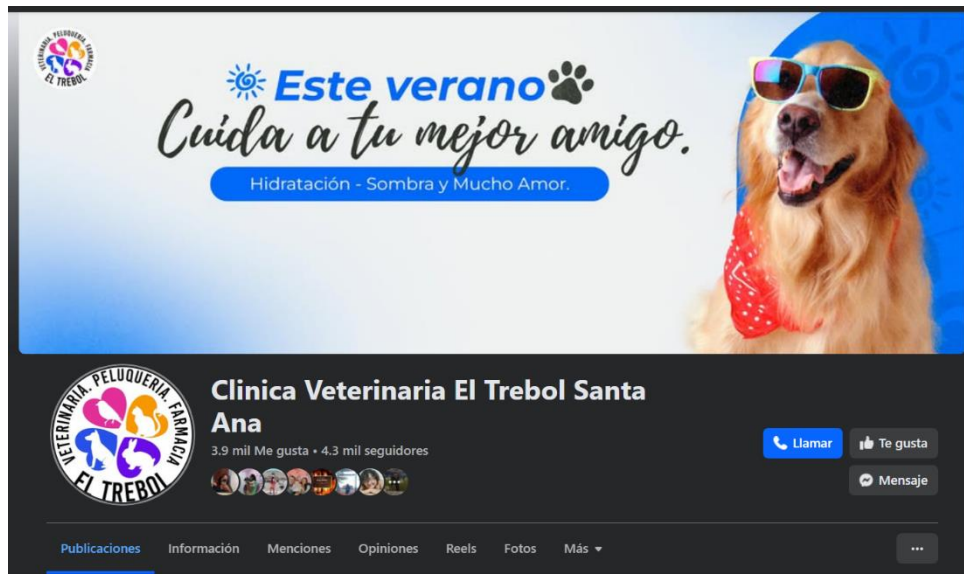 VETERINARIA. PELUQUERIA. FARMACIA
EL TREBOL
Este verano
Cuida a tu mejor amigo.
Hidratación - Sombra y Mucho Amor.
VETERINARIA. PELUQUERIA. FARMACIA
EL TREBOL
Clinica Veterinaria El Trebol Santa
Ana
3.9 mil Me gusta • 4.3 mil seguidores
Llamar
Te gusta
Mensaje
Publicaciones Información Menciones Opiniones Reels Fotos Más
...